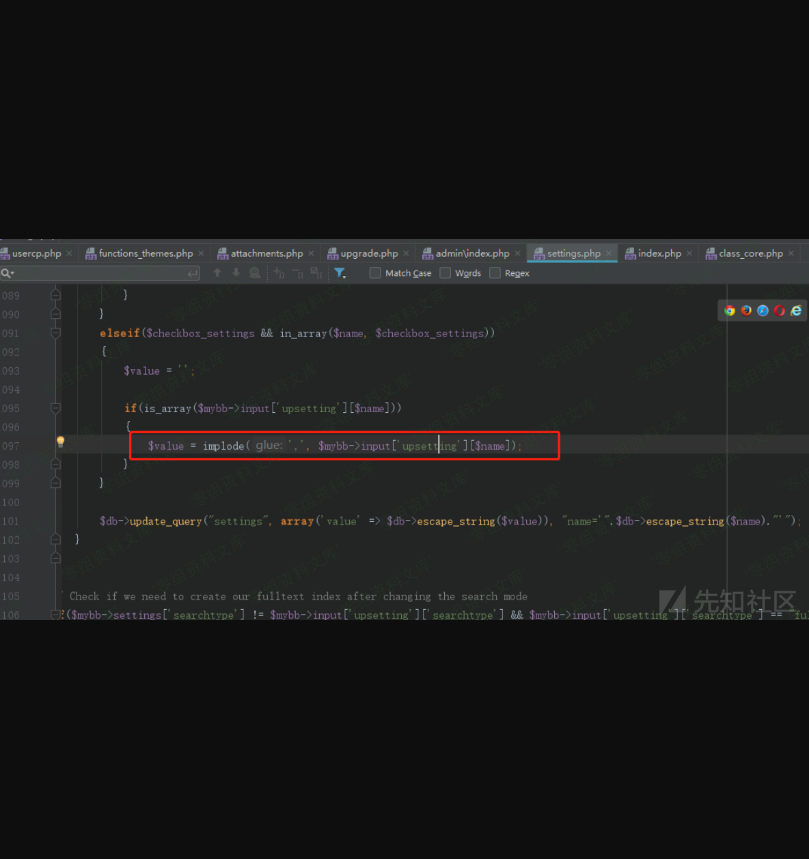 usercp.php × functions_themes.php × attachments.php × upgrade.php × admin\index.php × settings.php × index.php × class_core.php ×
Match Case Words Regex
089 }
090 }
091 elseif($checkbox_settings && in_array($name, $checkbox_settings))
092 {
093 $value = '';
094
095 if(is_array($mybb->input['upsetting'][$name]))
096 {
097 $value = implode( glue: ',', $mybb->input['upsetting'][$name]);
098 }
099 }
100
101 $db->update_query("settings", array('value' => $db->escape_string($value)), "name='".$db->escape_string($name)."'");
102 }
103
104
105 Check if we need to create our fulltext index after changing the search mode
106 ($mybb->settings['searchtype'] != $mybb->input['upsetting']['searchtype'] && $mybb->input['upsetting']['searchtype'] == "fu
先知社区